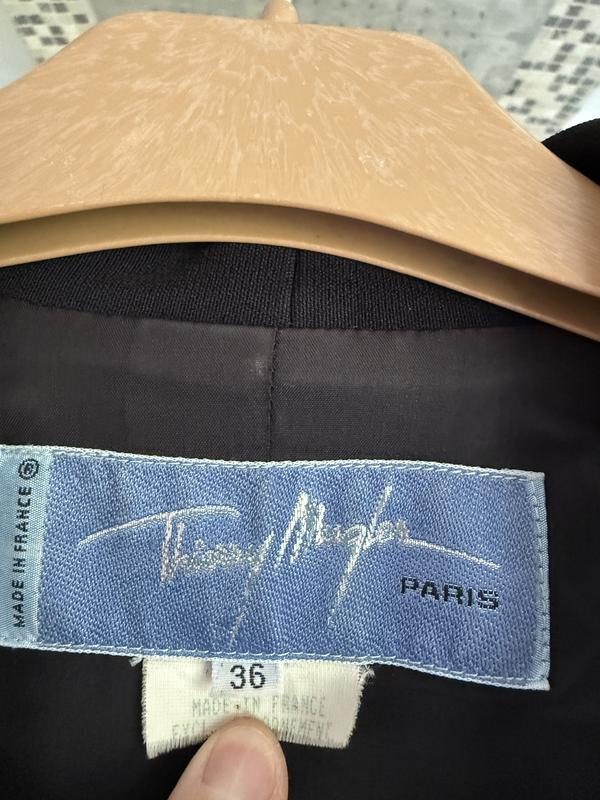 MADE IN FRANCE ®
Thierry Mugler
PARIS
36
MADE IN FRANCE